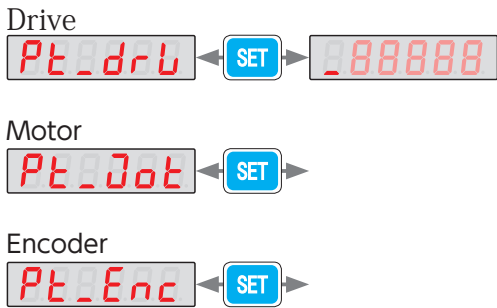 Drive
Pt_drv SET _88888
Motor
Pt_Jot SET
Encoder
Pt_Enc SET